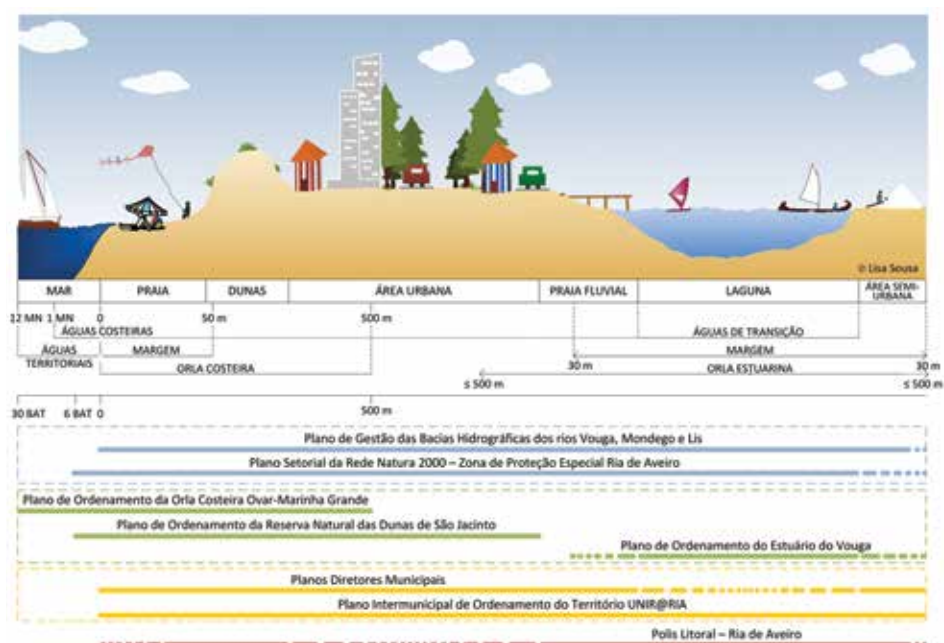 © Lisa Sousa
MAR PRAIA DUNAS ÁREA URBANA PRAIA FLUVIAL LAGUNA ÁREA SEMI-
URBANA
12 MN 1 MN 0 50 m 500 m
ÁGUAS COSTEIRAS ÁGUAS DE TRANSIÇÃO
ÁGUAS
TERRITORIAIS
MARGEM MARGEM
30 m 30 m
ORLA COSTEIRA ORLA ESTUARINA
≤ 500 m ≤ 500 m
30 BAT 6 BAT 0 500 m
Plano de Gestão das Bacias Hidrográficas dos rios Vouga, Mondego e Lis
Plano Setorial da Rede Natura 2000 – Zona de Proteção Especial Ria de Aveiro
Plano de Ordenamento da Orla Costeira Ovar-Marinha Grande
Plano de Ordenamento da Reserva Natural das Dunas de São Jacinto
Plano de Ordenamento do Estuário do Vouga
Planos Diretores Municipais
Plano Intermunicipal de Ordenamento do Território UNIR@RIA
Polis Litoral – Ria de Aveiro